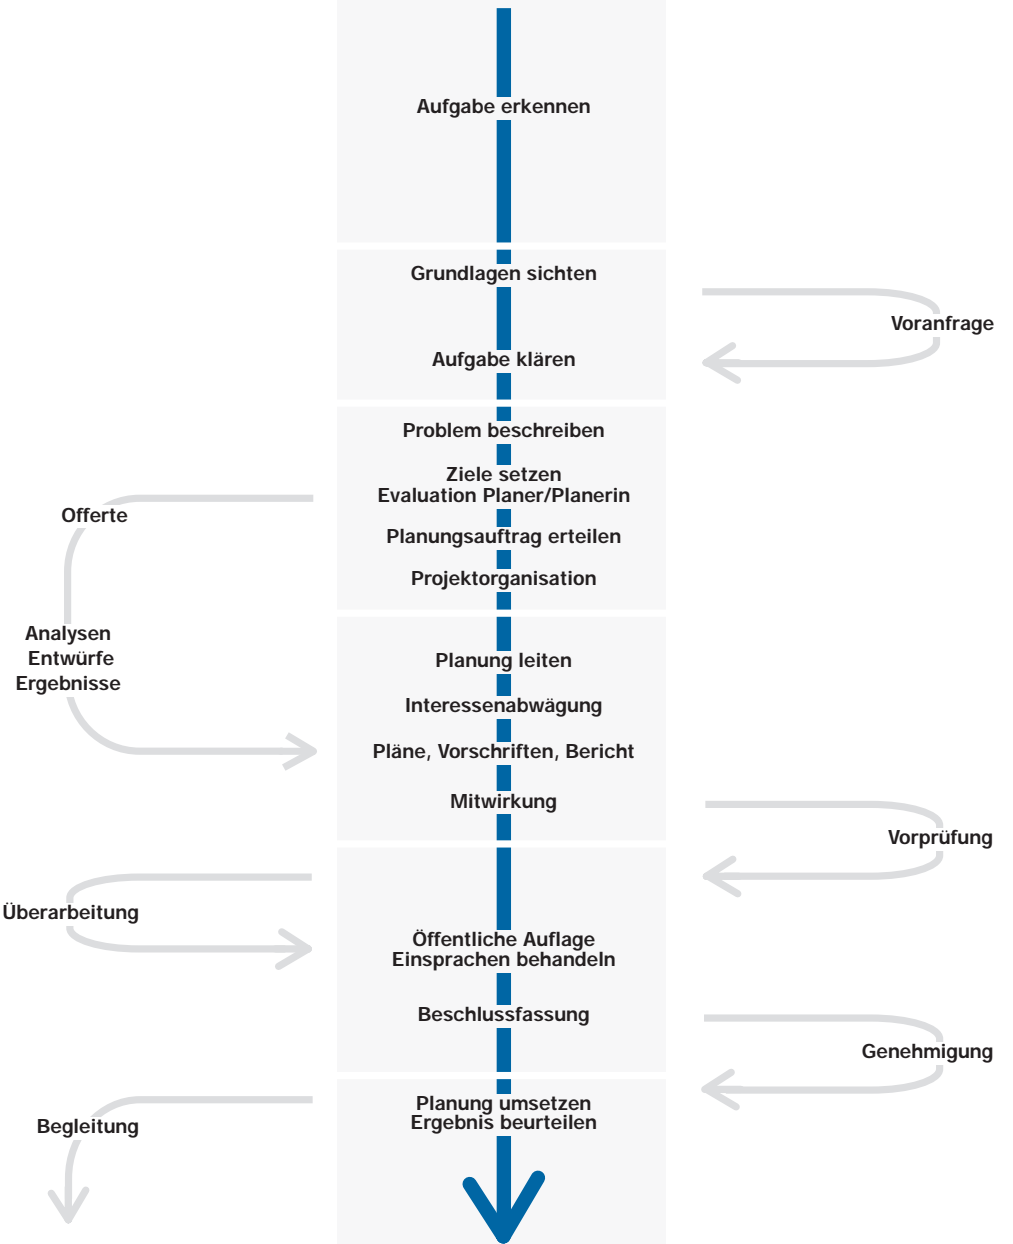 Aufgabe erkennen
Grundlagen sichten
Voranfrage
Aufgabe klären
Problem beschreiben
Ziele setzen
Evaluation Planer/Planerin
Offerte
Planungsauftrag erteilen
Projektorganisation
Analysen
Entwürfe
Ergebnisse
Planung leiten
Interessenabwägung
Pläne, Vorschriften, Bericht
Mitwirkung
Vorprüfung
Überarbeitung
Öffentliche Auflage
Einsprachen behandeln
Beschlussfassung
Genehmigung
Planung umsetzen
Ergebnis beurteilen
Begleitung